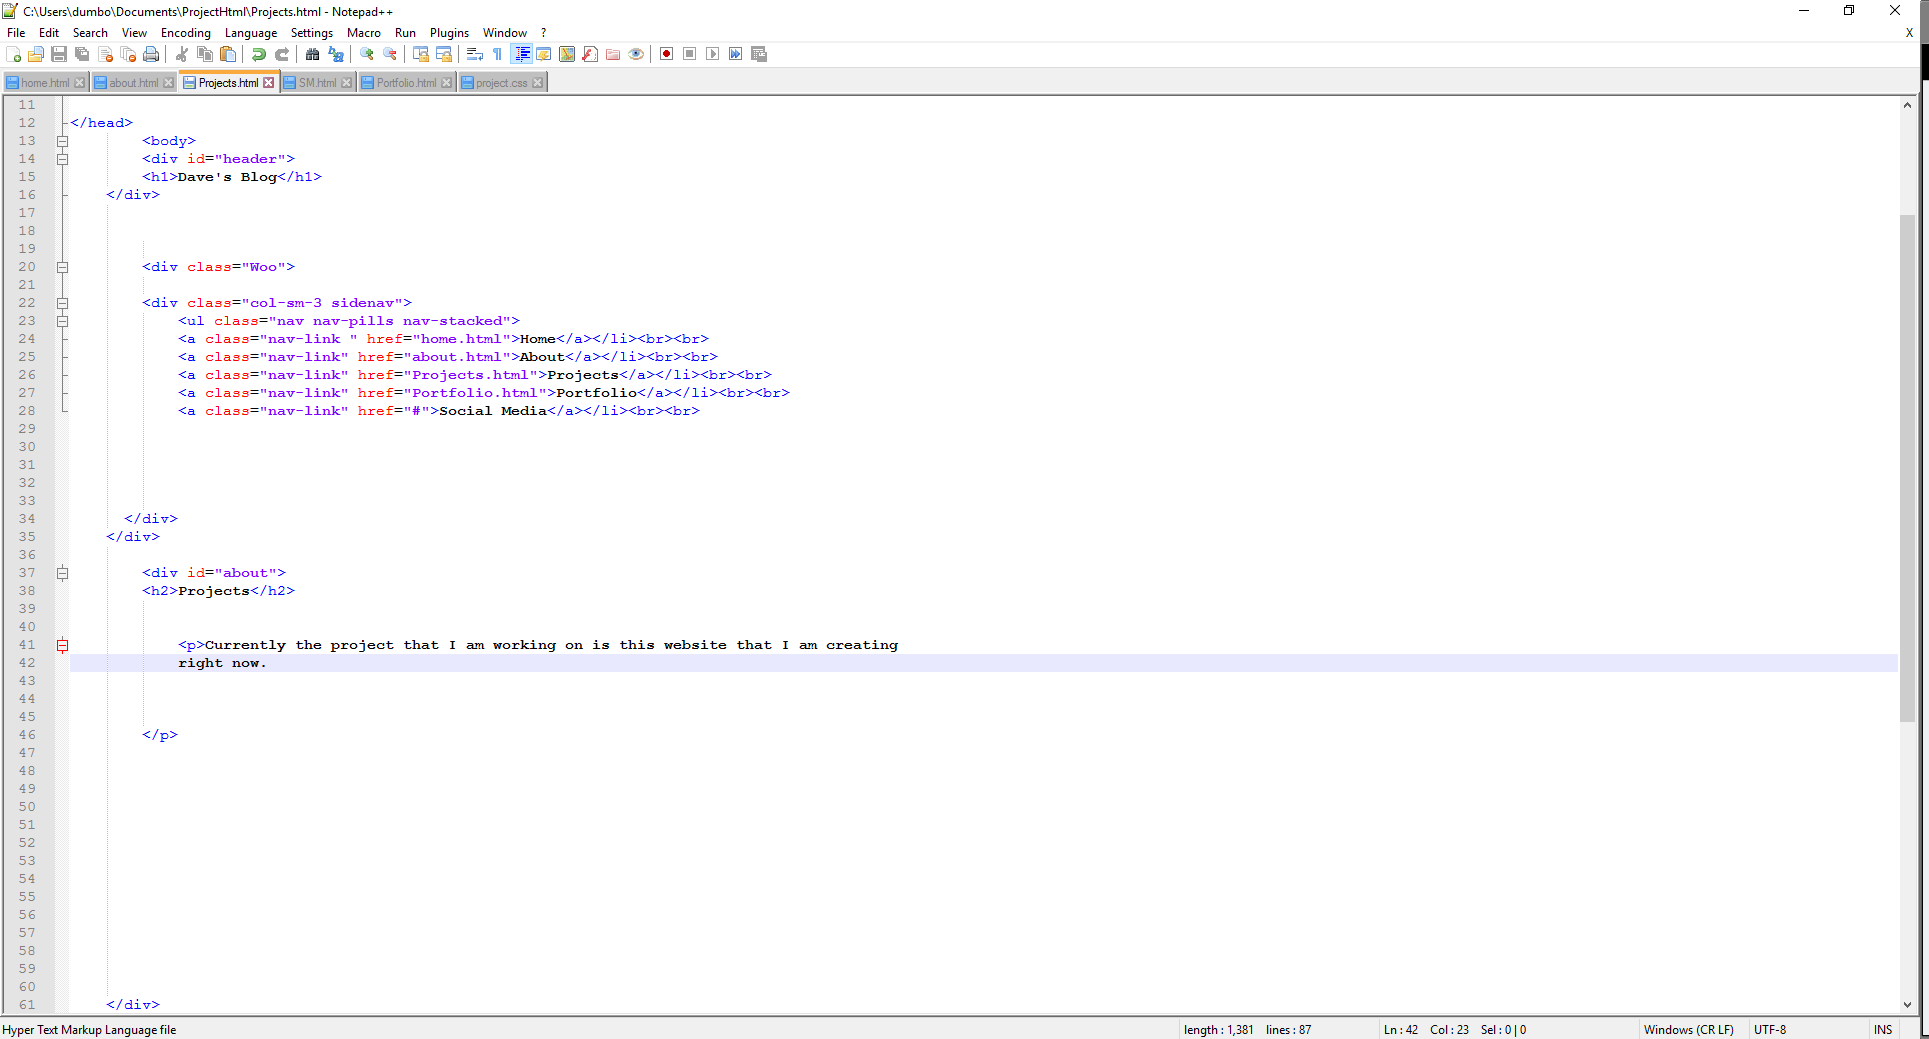 C:\Users\dumbo\Documents\ProjectHtml\Projects.html - Notepad++
File Edit Search View Encoding Language Settings Macro Run Plugins Window ? X
home.html about.html Projects.html SM.html Portfolio.html project.css
11
12 </head>
13 <body>
14 <div id="header">
15 <h1>Dave's Blog</h1>
16 </div>
17
18
19
20 <div class="Woo">
21
22 <div class="col-sm-3 sidenav">
23 <ul class="nav nav-pills nav-stacked">
24 <a class="nav-link " href="home.html">Home</a></li><br><br>
25 <a class="nav-link" href="about.html">About</a></li><br><br>
26 <a class="nav-link" href="Projects.html">Projects</a></li><br><br>
27 <a class="nav-link" href="Portfolio.html">Portfolio</a></li><br><br>
28 <a class="nav-link" href="#">Social Media</a></li><br><br>
29
30
31
32
33
34 </div>
35 </div>
36
37 <div id="about">
38 <h2>Projects</h2>
39
40
41 <p>Currently the project that I am working on is this website that I am creating
42 right now.
43
44
45
46 </p>
47
48
49
50
51
52
53
54
55
56
57
58
59
60
61 </div>
Hyper Text Markup Language file length : 1,381 lines : 87 Ln : 42 Col : 23 Sel : 0 | 0 Windows (CR LF) UTF-8 INS